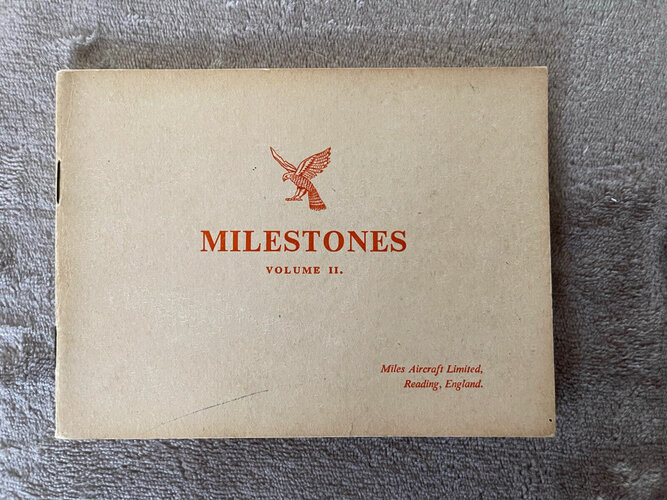 MILESTONES
VOLUME II.
Miles Aircraft Limited,
Reading, England.